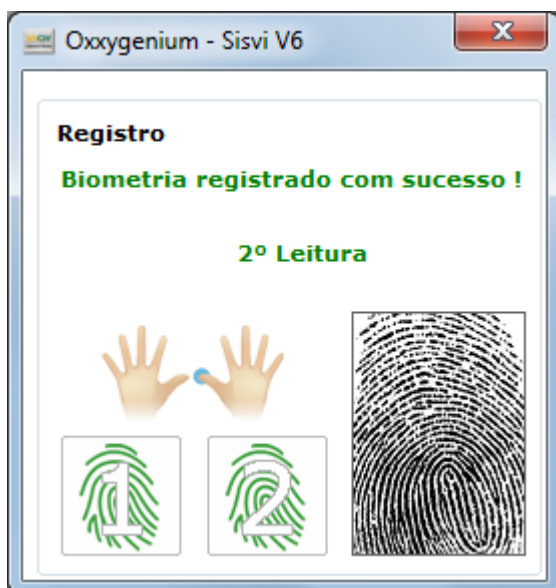 Oxxygenium - Sisvi V6
Registro
Biometria registrado com sucesso !
2º Leitura
1 2